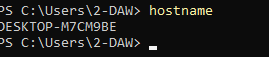 PS C:\Users\2-DAW> hostname
DESKTOP-M7CM9BE
PS C:\Users\2-DAW>